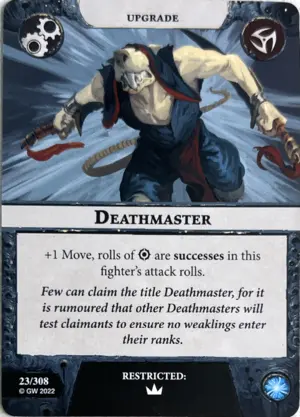 UPGRADE
DEATHMASTER
+1 Move, rolls of are successes in this
fighter's attack rolls.
Few can claim the title Deathmaster, for it
is rumoured that other Deathmasters will
test claimants to ensure no weaklings enter
their ranks.
23/308
© GW 2022
RESTRICTED: